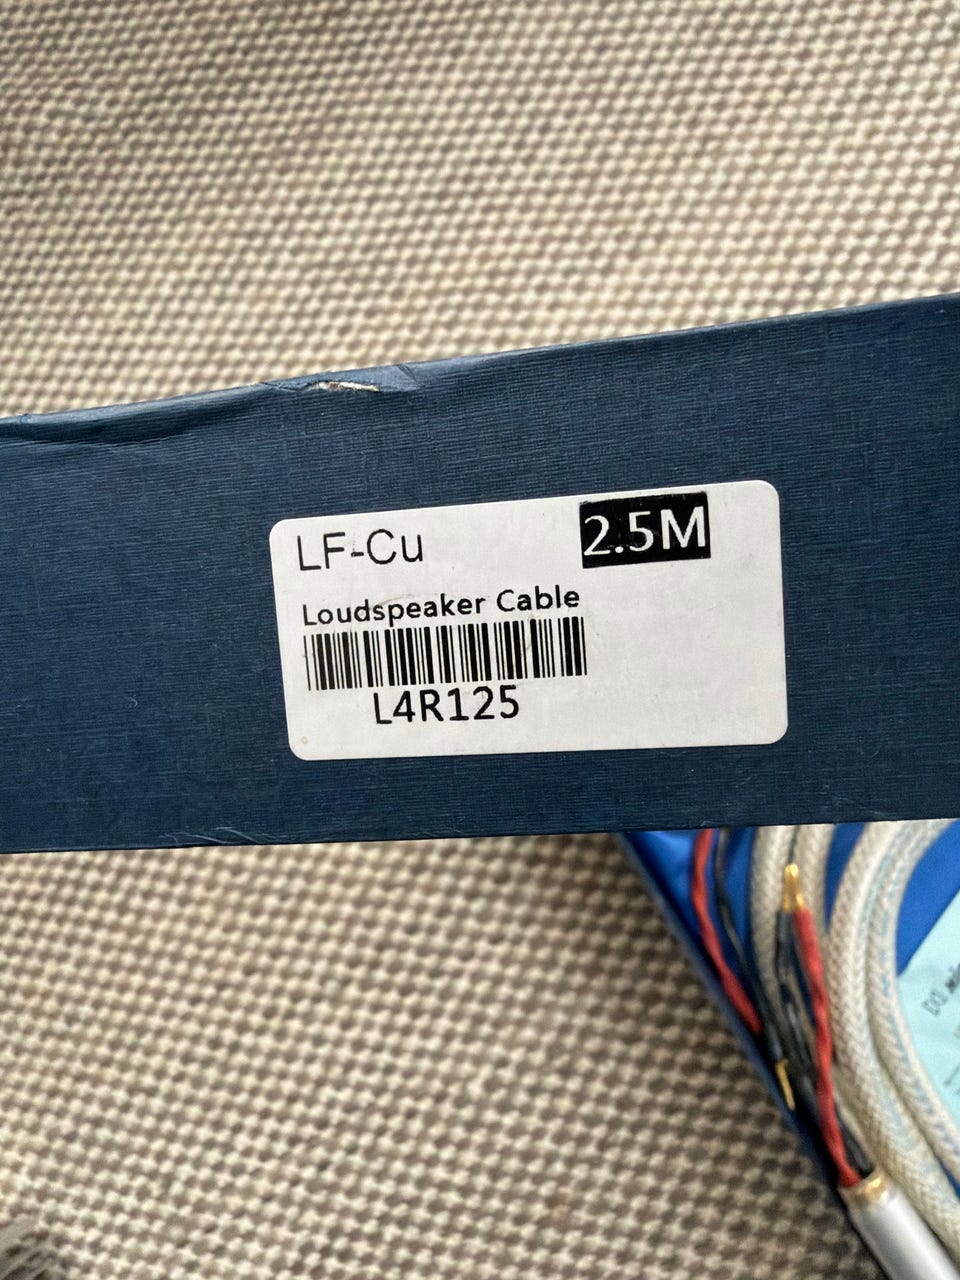 LF-Cu 2.5M
Loudspeaker Cable
L4R125